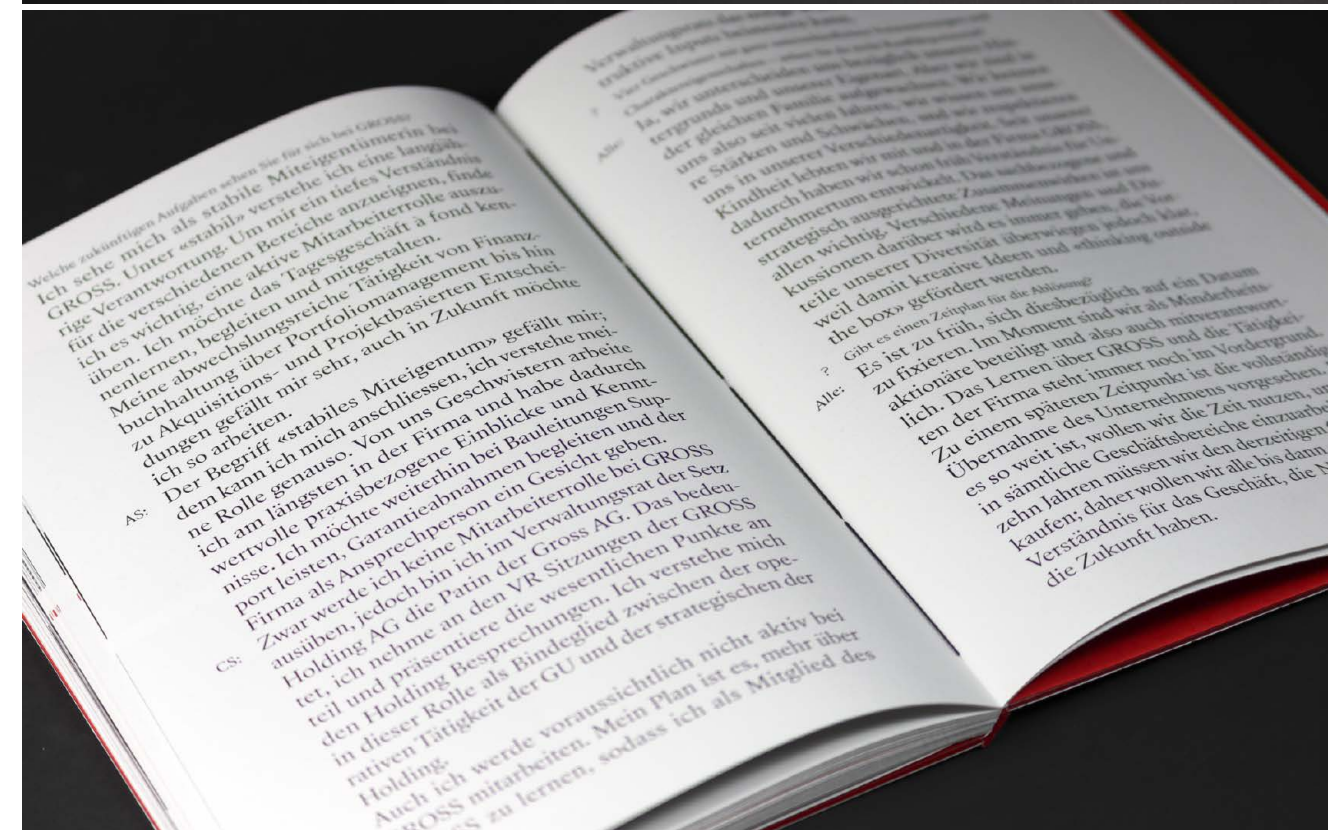 Welche zukünftigen Aufgaben sehen Sie für sich bei GROSS?
Ich sehe mich als stabile Miteigentümerin bei
GROSS. Unter «stabil» verstehe ich eine langjäh-
rige Verantwortung. Um mir ein tiefes Verständnis
für die verschiedenen Bereiche anzueignen, finde
ich es wichtig, eine aktive Mitarbeiterrolle auszu-
üben. Ich möchte das Tagesgeschäft à fond ken-
nenlernen, begleiten und mitgestalten.
Meine abwechslungsreiche Tätigkeit von Finanz-
buchhaltung über Portfoliomanagement bis hin
zu Akquisitions- und Projektbasierten Entschei-
dungen gefällt mir sehr, auch in Zukunft möchte
ich so arbeiten.
AS: Der Begriff «stabiles Miteigentum» gefällt mir;
dem kann ich mich anschliessen, ich verstehe mei-
ne Rolle genauso. Von uns Geschwistern arbeite
ich am längsten in der Firma und habe dadurch
wertvolle praxisbezogene Einblicke und Kennt-
nisse. Ich möchte weiterhin bei Bauleitungen Sup-
port leisten, Garantieabnahmen begleiten und der
Firma als Ansprechperson ein Gesicht geben.
CS: Zwar werde ich keine Mitarbeiterrolle bei GROSS
ausüben, jedoch bin ich im Verwaltungsrat der Setz
Holding AG die Patin der Gross AG. Das bedeu-
tet, ich nehme an den VR Sitzungen der GROSS
teil und präsentiere die wesentlichen Punkte an
den Holding Besprechungen. Ich verstehe mich
in dieser Rolle als Bindeglied zwischen der ope-
rativen Tätigkeit der GU und der strategischen der
Holding.
Auch ich werde voraussichtlich nicht aktiv bei
GROSS mitarbeiten. Mein Plan ist es, mehr über
zu lernen, sodass ich als Mitglied des
Verwaltungsrats
truktive Inputs beisteuern kann.
? Vier Geschwister mit ganz
Charaktereigenschaften
Alle: Ja, wir unterscheiden uns bezüglich unserer Hin-
tergrunds und unserer Eigenart. Aber wir sind in
der gleichen Familie aufgewachsen. Wir kennen
uns also seit vielen Jahren, wir wissen um unse-
re Stärken und Schwächen, und wir respektieren
uns in unserer Verschiedenartigkeit. Seit unserer
Kindheit lebten wir mit und in der Firma GROSS,
dadurch haben wir schon früh Verständnis für Un-
ternehmertum entwickelt. Das nachbezogene und
strategisch ausgerichtete Zusammenwirken ist uns
allen wichtig. Verschiedene Meinungen und Dis-
kussionen darüber wird es immer geben, die Vor-
teile unserer Diversität überwiegen jedoch klar,
weil damit kreative Ideen und «thinking outside
the box» gefördert werden.
? Gibt es einen Zeitplan für die Ablösung?
Alle: Es ist zu früh, sich diesbezüglich auf ein Datum
zu fixieren. Im Moment sind wir als Minderheits-
aktionäre beteiligt und also auch mitverantwort-
lich. Das Lernen über GROSS und die Tätigkei-
ten der Firma steht immer noch im Vordergrund.
Zu einem späteren Zeitpunkt ist die vollständige
Übernahme des Unternehmens vorgesehen.
es so weit ist, wollen wir die Zeit nutzen,
in sämtliche Geschäftsbereiche
zehn Jahren müssen wir den derzeitigen
kaufen; daher wollen wir alle bis dann
Verständnis für das Geschäft, die
die Zukunft haben.